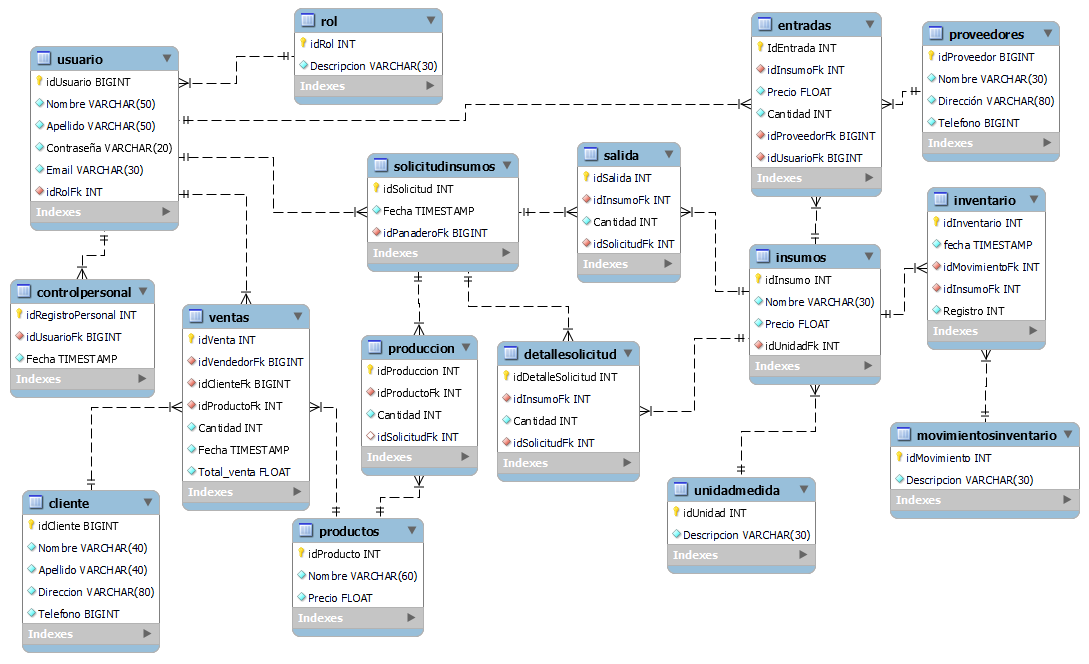 rol
idRol INT
Descripcion VARCHAR(30)
Indexes
usuario
idUsuario BIGINT
Nombre VARCHAR(50)
Apellido VARCHAR(50)
Contraseña VARCHAR(20)
Email VARCHAR(30)
idRolFk INT
Indexes
entradas
IdEntrada INT
idInsumoFk INT
Precio FLOAT
Cantidad INT
idProveedorFk BIGINT
idUsuarioFk BIGINT
Indexes
proveedores
idProveedor BIGINT
Nombre VARCHAR(30)
Dirección VARCHAR(80)
Telefono BIGINT
Indexes
solicitudinsumos
idSolicitud INT
Fecha TIMESTAMP
idPanaderoFk BIGINT
Indexes
salida
idSalida INT
idInsumoFk INT
Cantidad INT
idSolicitudFk INT
Indexes
inventario
idInventario INT
fecha TIMESTAMP
idMovimientoFk INT
idInsumoFk INT
Registro INT
Indexes
insumos
idInsumo INT
Nombre VARCHAR(30)
Precio FLOAT
idUnidadFk INT
Indexes
controlpersonal
idRegistroPersonal INT
idUsuarioFk BIGINT
Fecha TIMESTAMP
Indexes
ventas
idVenta INT
idVendedorFk BIGINT
idClienteFk BIGINT
idProductoFk INT
Cantidad INT
Fecha TIMESTAMP
Total_venta FLOAT
Indexes
produccion
idProduccion INT
idProductoFk INT
Cantidad INT
idSolicitudFk INT
Indexes
detallesolicitud
idDetalleSolicitud INT
idInsumoFk INT
Cantidad INT
idSolicitudFk INT
Indexes
movimientosinventario
idMovimiento INT
Descripcion VARCHAR(30)
Indexes
unidadmedida
idUnidad INT
Descripcion VARCHAR(30)
Indexes
cliente
idCliente BIGINT
Nombre VARCHAR(40)
Apellido VARCHAR(40)
Direccion VARCHAR(80)
Telefono BIGINT
Indexes
productos
idProducto INT
Nombre VARCHAR(60)
Precio FLOAT
Indexes